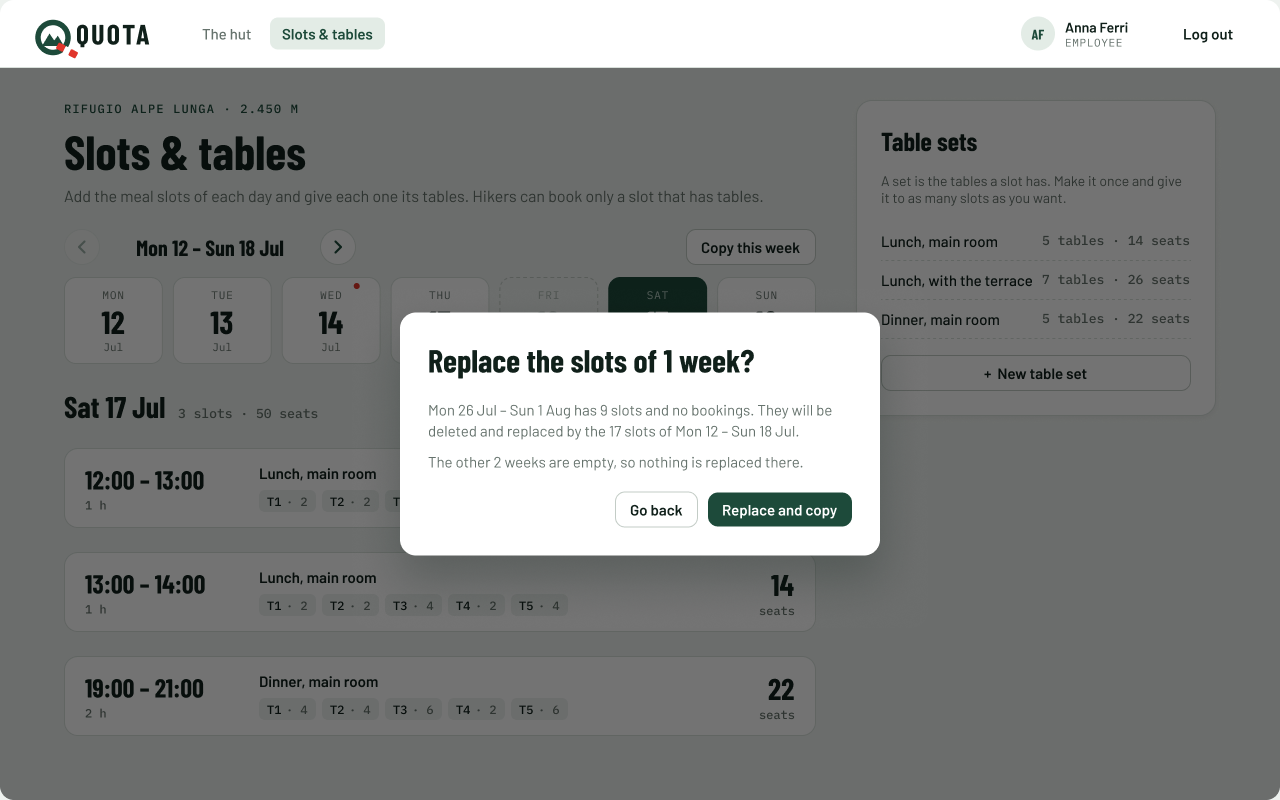 QUOTA
The hut
Slots & tables
AF
Anna Ferri
EMPLOYEE
Log out
RIFUGIO ALPE LUNGA · 2.450 M
Slots & tables
Add the meal slots of each day and give each one its tables. Hikers can book only a slot that has tables.
Mon 12 – Sun 18 Jul
Copy this week
MON
12
Jul
TUE
13
Jul
WED
14
Jul
THU
FRI
SAT
SUN
Sat 17 Jul
3 slots · 50 seats
12:00 – 13:00
1 h
Lunch, main room
T1 · 2
T2 · 2
13:00 – 14:00
1 h
Lunch, main room
T1 · 2
T2 · 2
T3 · 4
T4 · 2
T5 · 4
14
seats
19:00 – 21:00
2 h
Dinner, main room
T1 · 4
T2 · 4
T3 · 6
T4 · 2
T5 · 6
22
seats
Table sets
A set is the tables a slot has. Make it once and give
it to as many slots as you want.
Lunch, main room
5 tables · 14 seats
Lunch, with the terrace
7 tables · 26 seats
Dinner, main room
5 tables · 22 seats
+ New table set
Replace the slots of 1 week?
Mon 26 Jul – Sun 1 Aug has 9 slots and no bookings. They will be
deleted and replaced by the 17 slots of Mon 12 – Sun 18 Jul.
The other 2 weeks are empty, so nothing is replaced there.
Go back
Replace and copy